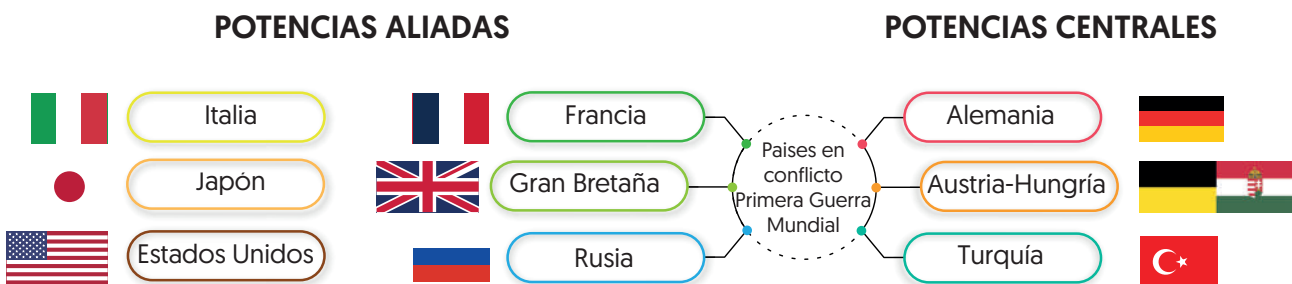 POTENCIAS ALIADAS
POTENCIAS CENTRALES
Italia
Francia
Alemania
Japón
Gran Bretaña
Paises en
conflicto
Primera Guerra
Mundial
Austria-Hungría
Estados Unidos
Rusia
Turquía